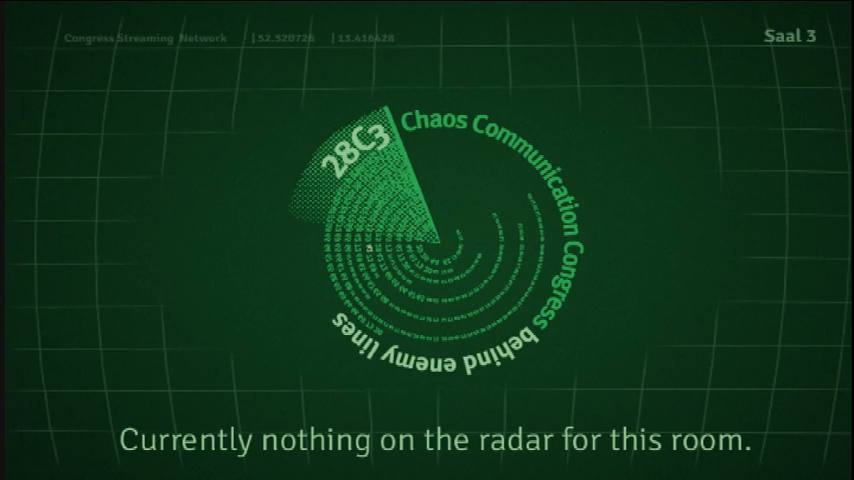 Congress Streaming Network | 52.520726 | 13.416428
Saal 3
28C3
Chaos Communication Congress
behind enemy lines
Currently nothing on the radar for this room.